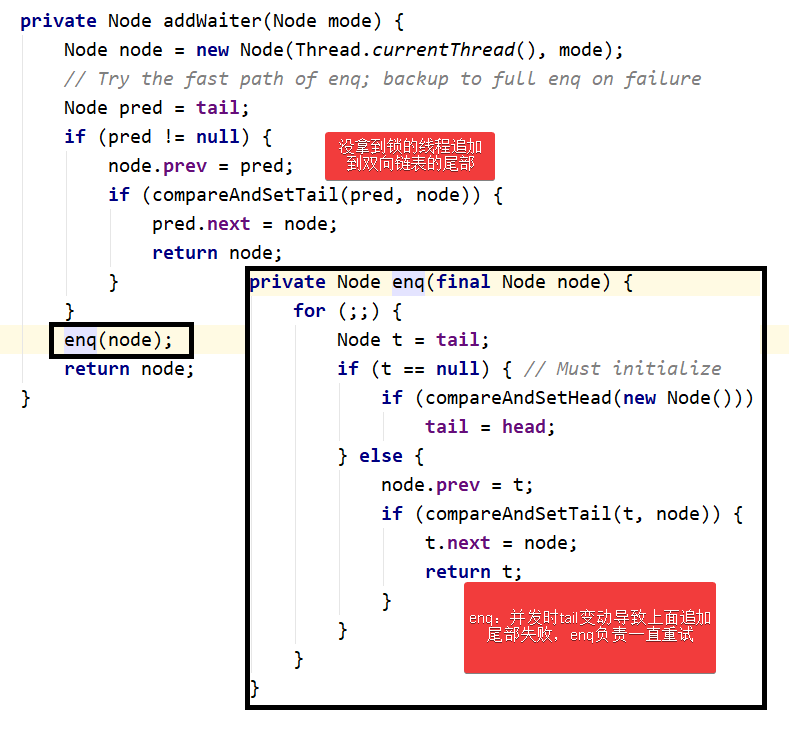 private Node addWaiter(Node mode) {
Node node = new Node(Thread.currentThread(), mode);
// Try the fast path of enq; backup to full enq on failure
Node pred = tail;
if (pred != null) {
node.prev = pred;
if (compareAndSetTail(pred, node)) {
pred.next = node;
return node;
}
}
enq(node);
return node;
}
没拿到锁的线程追加
到双向链表的尾部
private Node enq(final Node node) {
for (;;) {
Node t = tail;
if (t == null) { // Must initialize
if (compareAndSetHead(new Node()))
tail = head;
} else {
node.prev = t;
if (compareAndSetTail(t, node)) {
t.next = node;
return t;
}
}
}
}
enq：并发时tail变动导致上面追加
尾部失败，enq负责一直重试